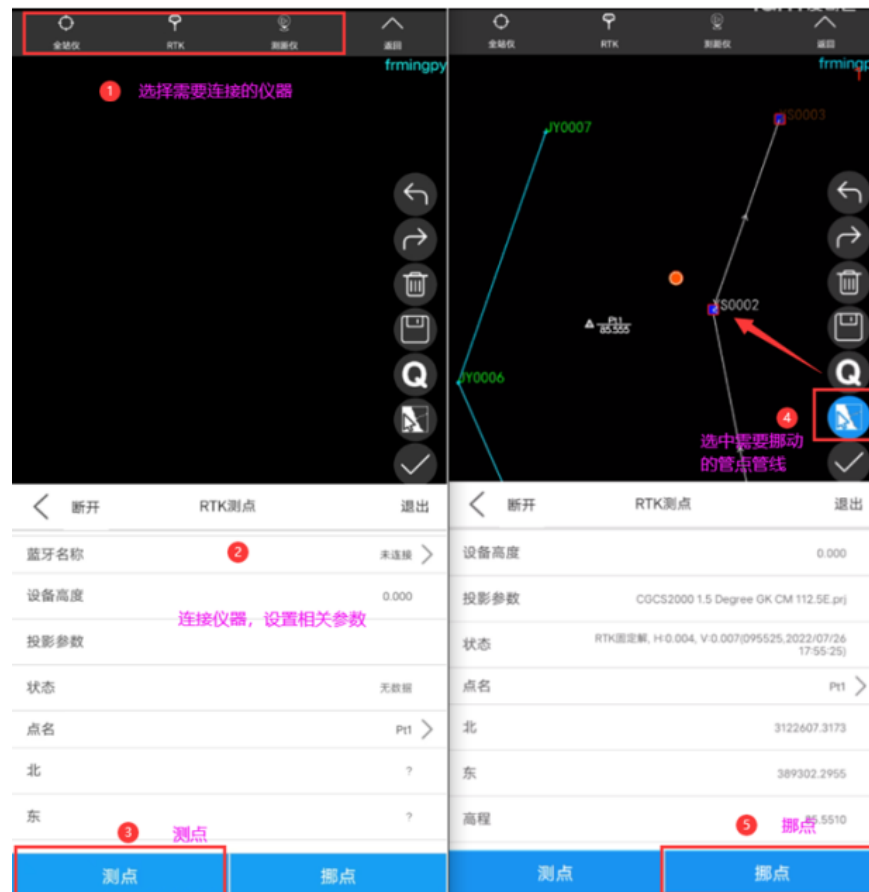 全站仪 RTK 测距仪 返回
frmingpy
1 选择需要连接的仪器
Q
断开 RTK测点 退出
蓝牙名称 2 未连接
设备高度 0.000
连接仪器，设置相关参数
投影参数
状态 无数据
点名 Pt1
北 ?
东 ?
3 测点
测点 挪点
全站仪 RTK 测距仪 返回
frmingp
JY0007
YS0003
YS0002
Pt1
85.555
JY0006
Q
4
选中需要挪动
的管点管线
断开 RTK测点 退出
设备高度 0.000
投影参数 CGCS2000 1.5 Degree GK CM 112.5E.prj
状态 RTK固定解, H:0.004, V:0.007(095525,2022/07/26
17:55:25)
点名 Pt1
北 3122607.3173
东 389302.2955
高程 5.5510
5 挪点
测点 挪点